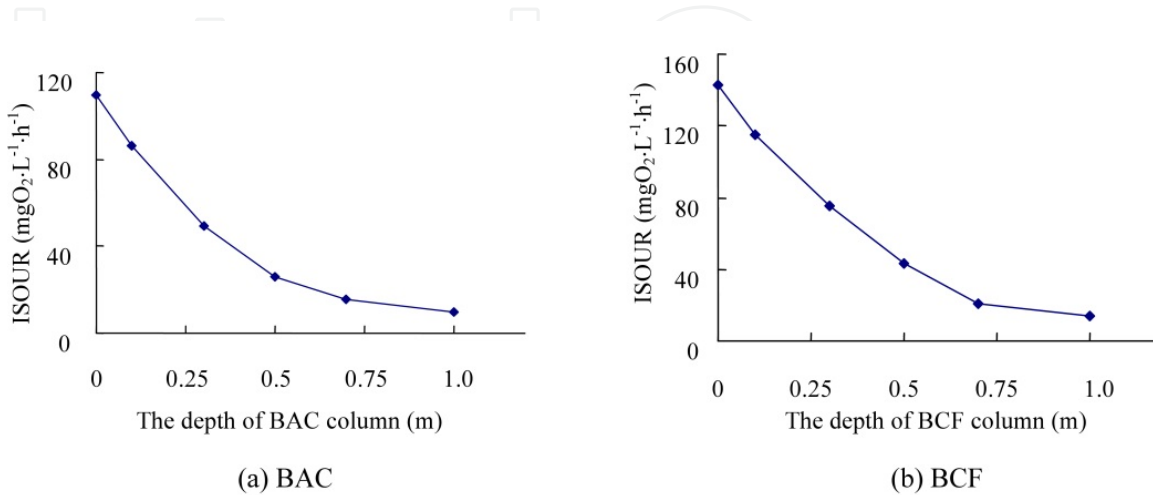 120
80
40
0
ISOUR (mgO₂·L⁻¹·h⁻¹)
0 0.25 0.5 0.75 1.0
The depth of BAC column (m)
(a) BAC
160
120
80
40
0
ISOUR (mgO₂·L⁻¹·h⁻¹)
0 0.25 0.5 0.75 1.0
The depth of BCF column (m)
(b) BCF